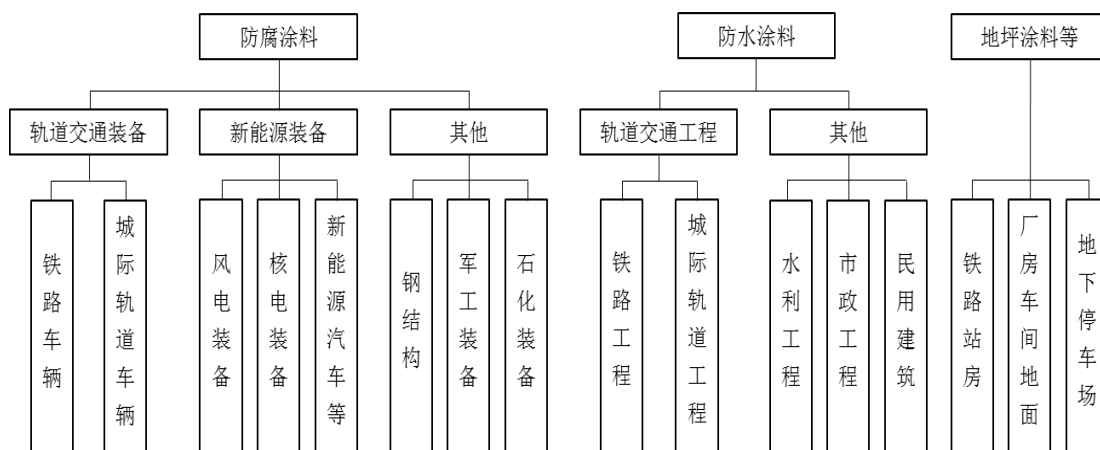 防腐涂料
防水涂料
地坪涂料等
轨道交通装备
新能源装备
其他
轨道交通工程
其他
铁路车辆
城际轨道车辆
风电装备
核电装备
新能源汽车等
钢结构
军工装备
石化装备
铁路工程
城际轨道工程
水利工程
市政工程
民用建筑
铁路站房
厂房车间地面
地下停车场